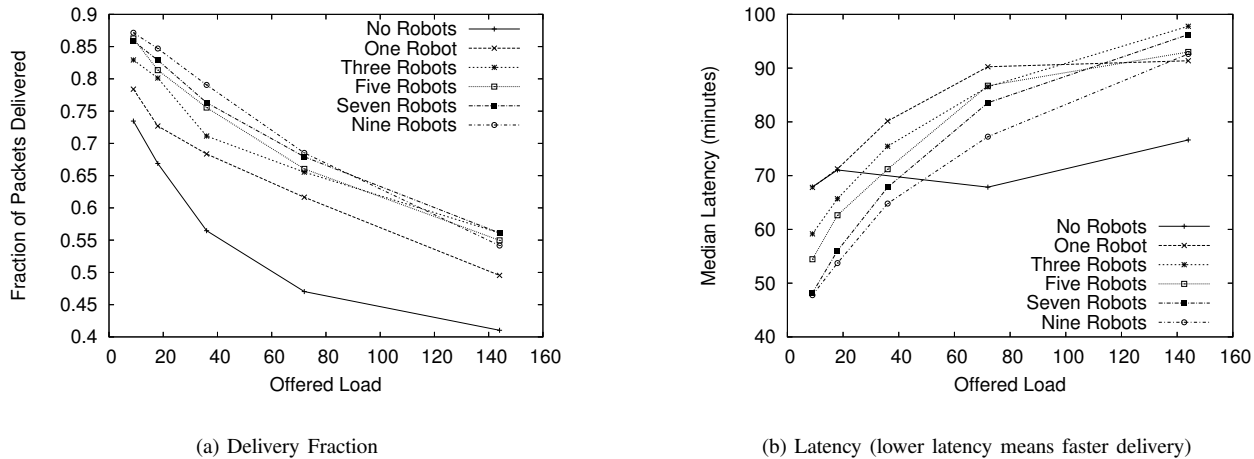 Fraction of Packets Delivered
0.9
0.85
0.8
0.75
0.7
0.65
0.6
0.55
0.5
0.45
0.4
0 20 40 60 80 100 120 140 160
Offered Load
No Robots
One Robot
Three Robots
Five Robots
Seven Robots
Nine Robots
(a) Delivery Fraction
Median Latency (minutes)
100
90
80
70
60
50
40
0 20 40 60 80 100 120 140 160
Offered Load
No Robots
One Robot
Three Robots
Five Robots
Seven Robots
Nine Robots
(b) Latency (lower latency means faster delivery)